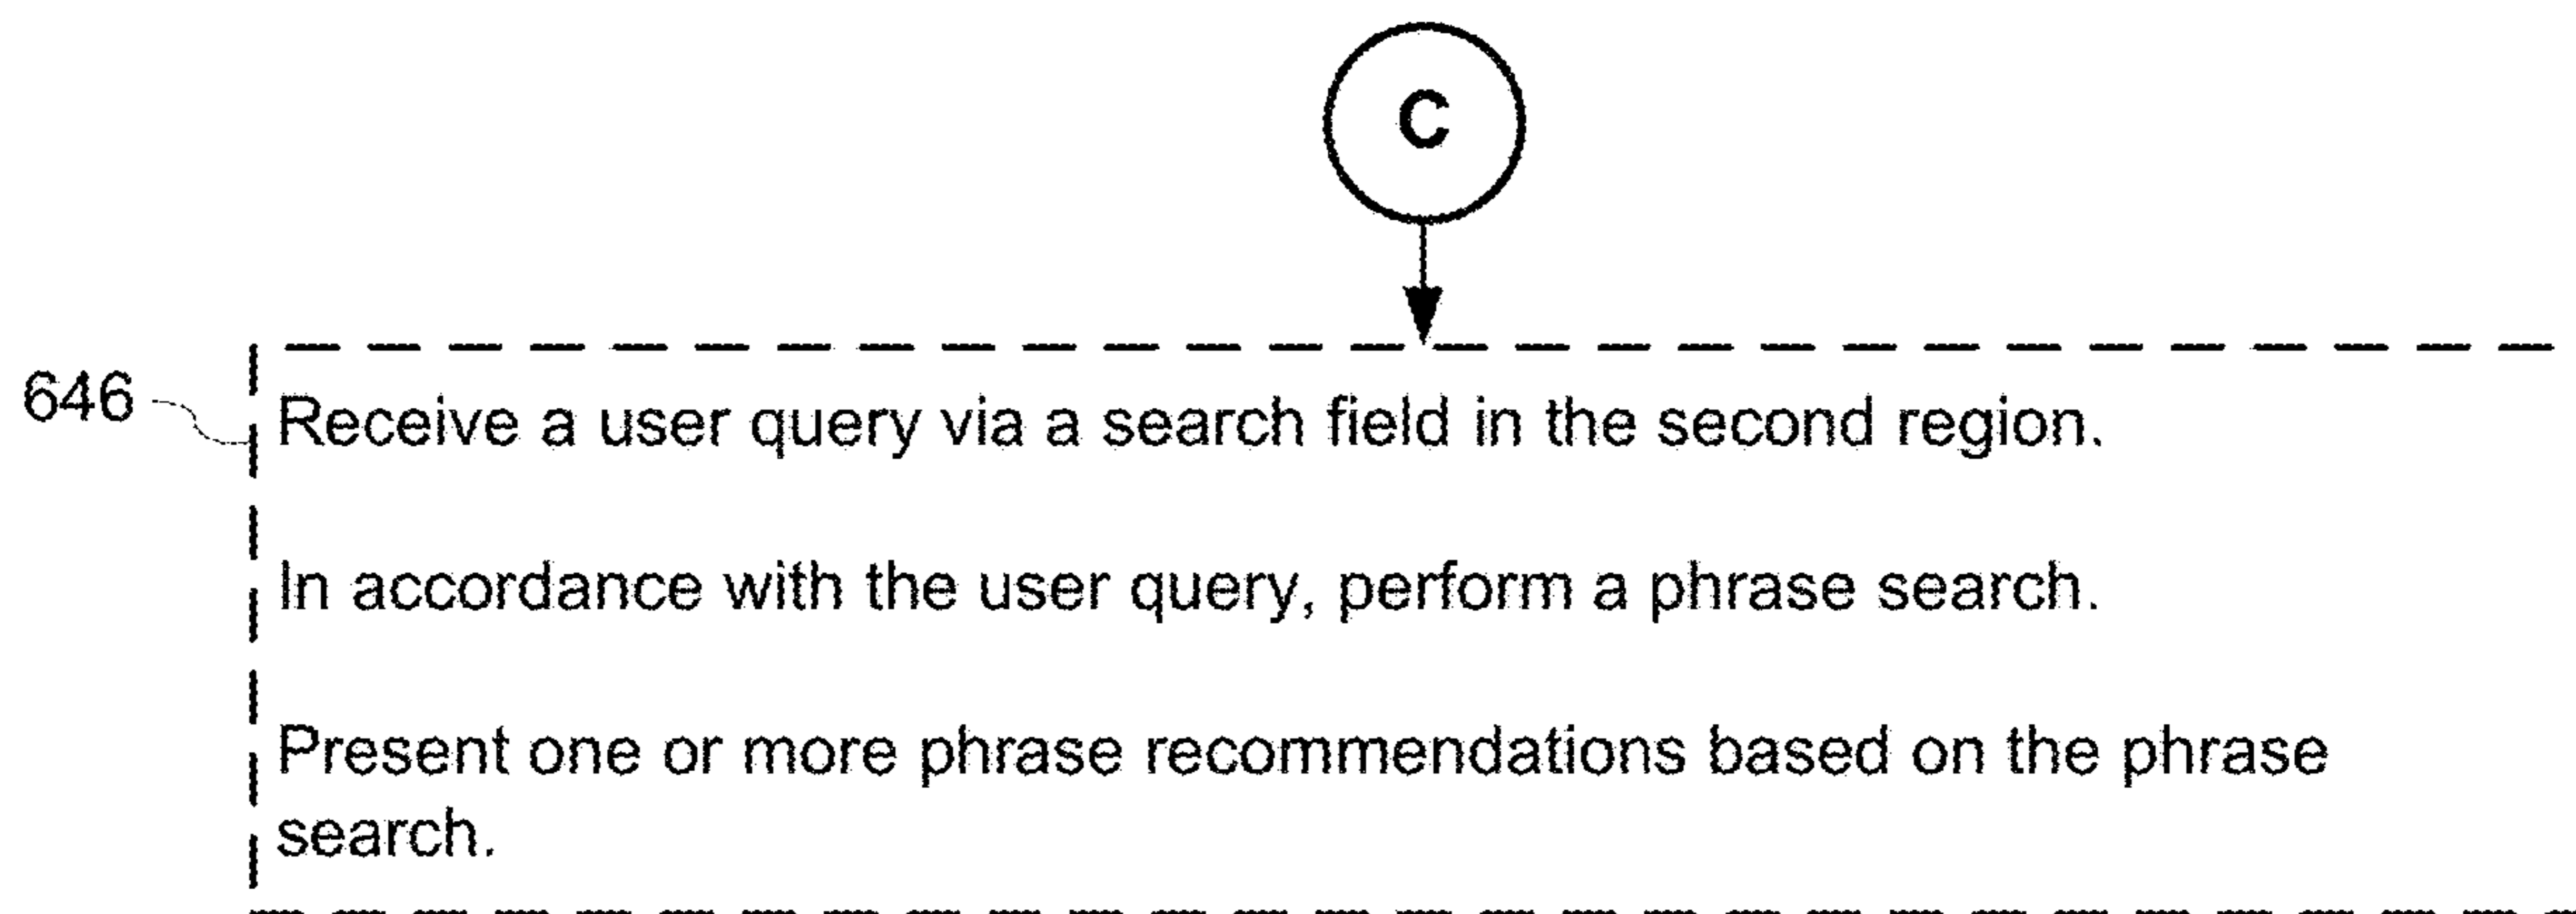 C
646
Receive a user query via a search field in the second region.
In accordance with the user query, perform a phrase search.
Present one or more phrase recommendations based on the phrase
search.